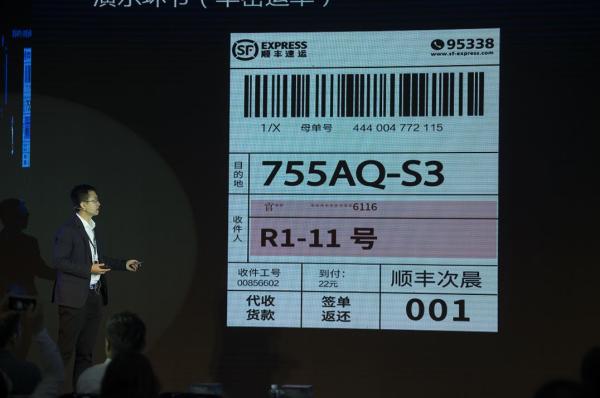 演示环节（丰密运单）
SF EXPRESS
顺丰速运
95338
www.sf-express.com
1/X 母单号 444 004 772 115
目的地
755AQ-S3
收件人
官** *********6116
R1-11 号
收件工号
00856602
到付：
22元
顺丰次晨
代收
货款
签单
返还
001